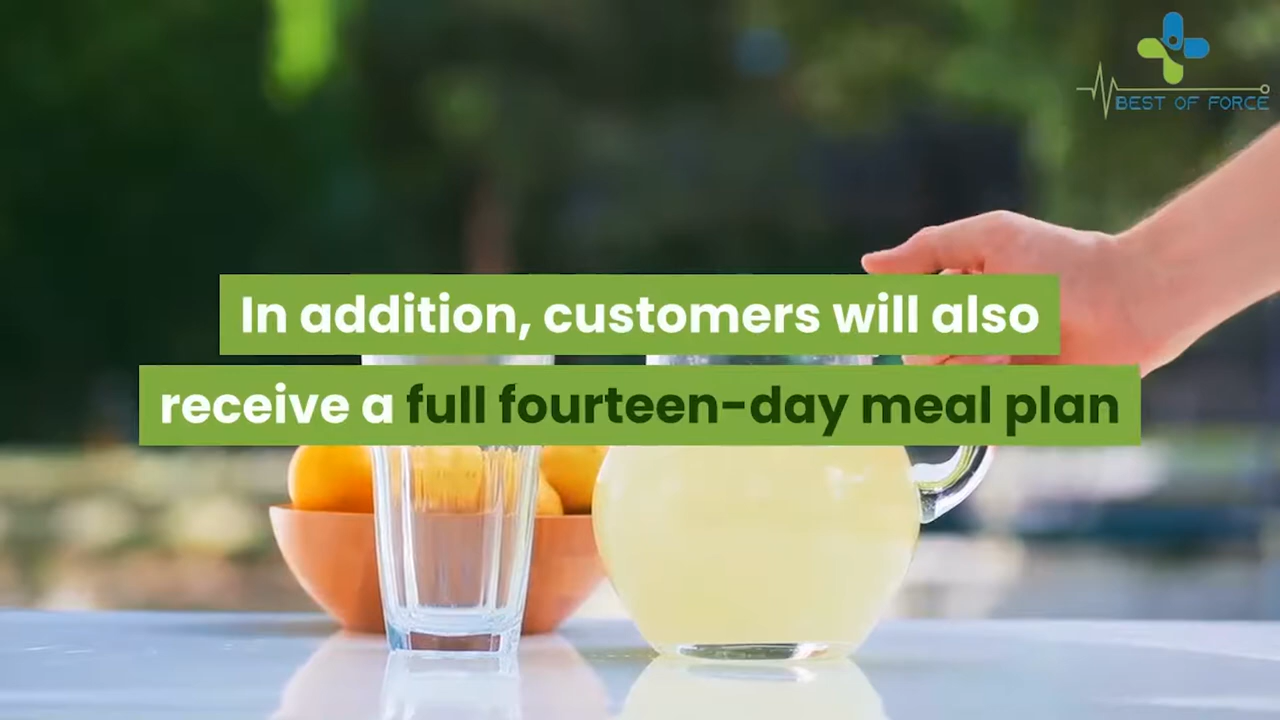 BEST OF FORCE
In addition, customers will also
receive a full fourteen-day meal plan